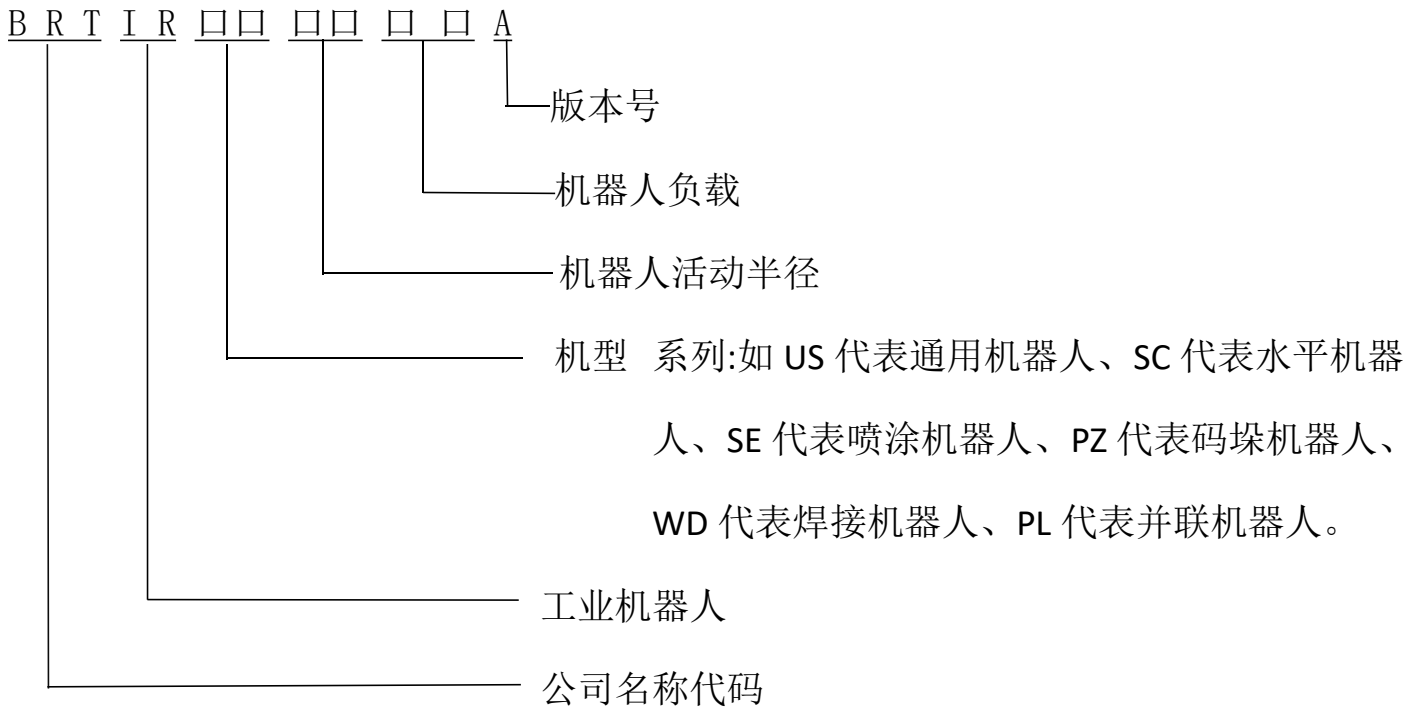 B R T I R 口口 口口 口 口 A
版本号
机器人负载
机器人活动半径
机型 系列:如 US 代表通用机器人、SC 代表水平机器
人、SE 代表喷涂机器人、PZ 代表码垛机器人、
WD 代表焊接机器人、PL 代表并联机器人。
工业机器人
公司名称代码